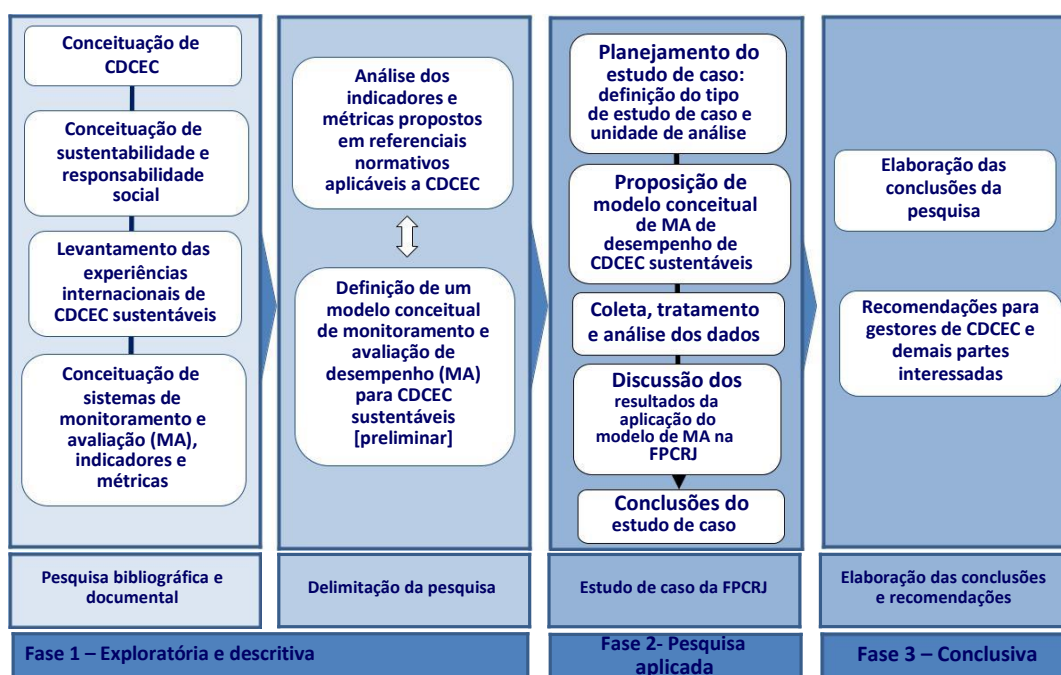 Conceituação de
CDCEC
Conceituação de
sustentabilidade e
responsabilidade
social
Levantamento das
experiências
internacionais de
CDCEC sustentáveis
Conceituação de
sistemas de
monitoramento e
avaliação (MA),
indicadores e
métricas
Pesquisa bibliográfica e
documental
Análise dos
indicadores e
métricas propostos
em referenciais
normativos
aplicáveis a CDCEC
Definição de um
modelo conceitual
de monitoramento e
avaliação de
desempenho (MA)
para CDCEC
sustentáveis
[preliminar]
Delimitação da pesquisa
Planejamento do
estudo de caso:
definição do tipo
de estudo de caso e
unidade de análise
Proposição de
modelo conceitual
de MA de
desempenho de
CDCEC sustentáveis
Coleta, tratamento
e análise dos dados
Discussão dos
resultados da
aplicação do
modelo de MA na
FPCRJ
Conclusões do
estudo de caso
Estudo de caso da FPCRJ
Elaboração das
conclusões da
pesquisa
Recomendações para
gestores de CDCEC e
demais partes
interessadas
Elaboração das conclusões
e recomendações
Fase 1 – Exploratória e descritiva
Fase 2- Pesquisa
aplicada
Fase 3 – Conclusiva